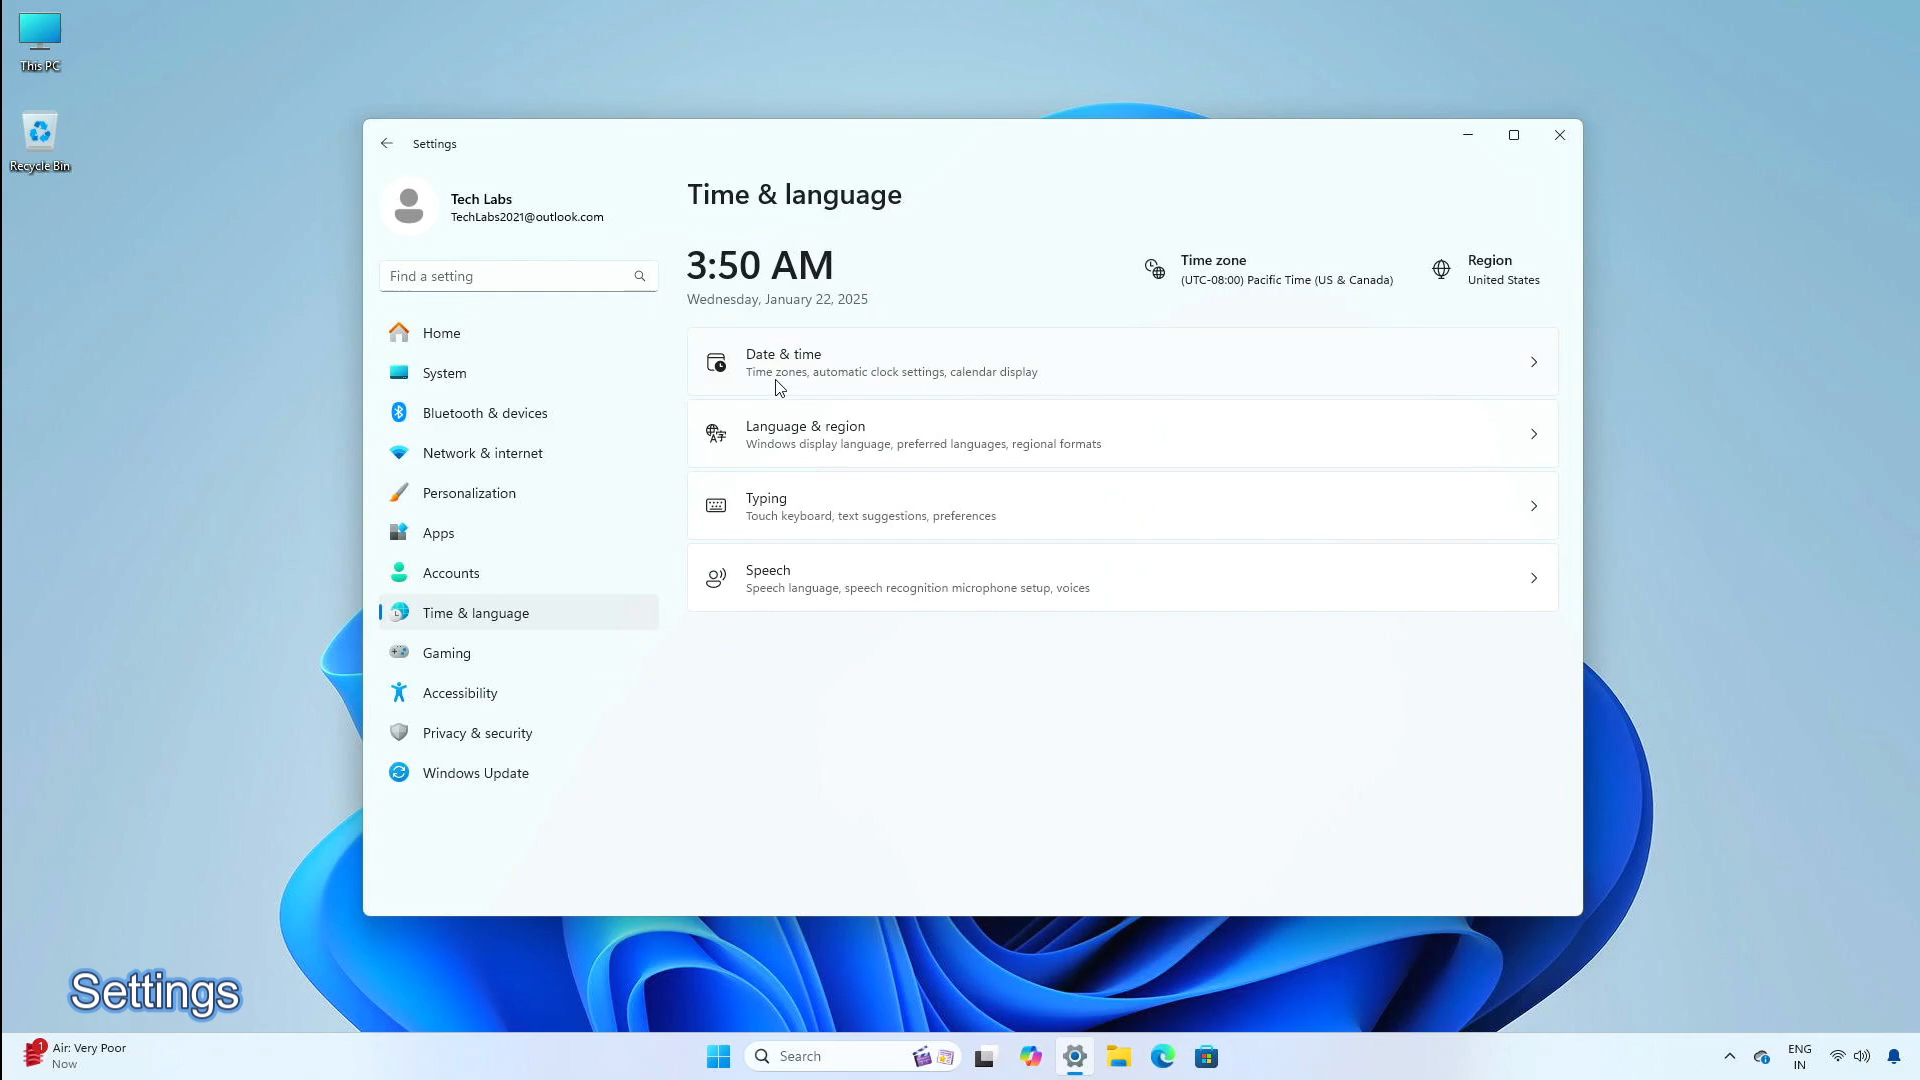 This PC
Recycle Bin
Settings
Tech Labs
TechLabs2021@outlook.com
Find a setting
Home
System
Bluetooth & devices
Network & internet
Personalization
Apps
Accounts
Time & language
Gaming
Accessibility
Privacy & security
Windows Update
Time & language
3:50 AM
Wednesday, January 22, 2025
Time zone
(UTC-08:00) Pacific Time (US & Canada)
Region
United States
Date & time
Time zones, automatic clock settings, calendar display
Language & region
Windows display language, preferred languages, regional formats
Typing
Touch keyboard, text suggestions, preferences
Speech
Speech language, speech recognition microphone setup, voices
Settings
1
Air: Very Poor
Now
Search
ENG
IN